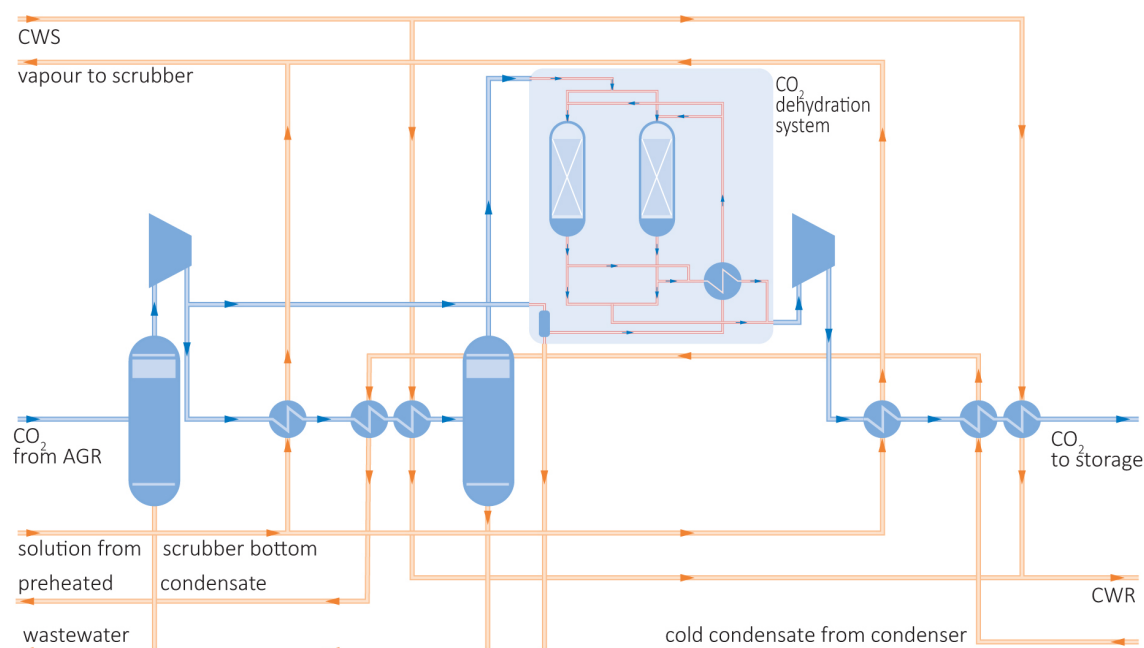 CWS
vapour to scrubber
CO₂
dehydration
system
CO₂
from AGR
CO₂
to storage
solution from scrubber bottom
preheated condensate
CWR
wastewater
cold condensate from condenser